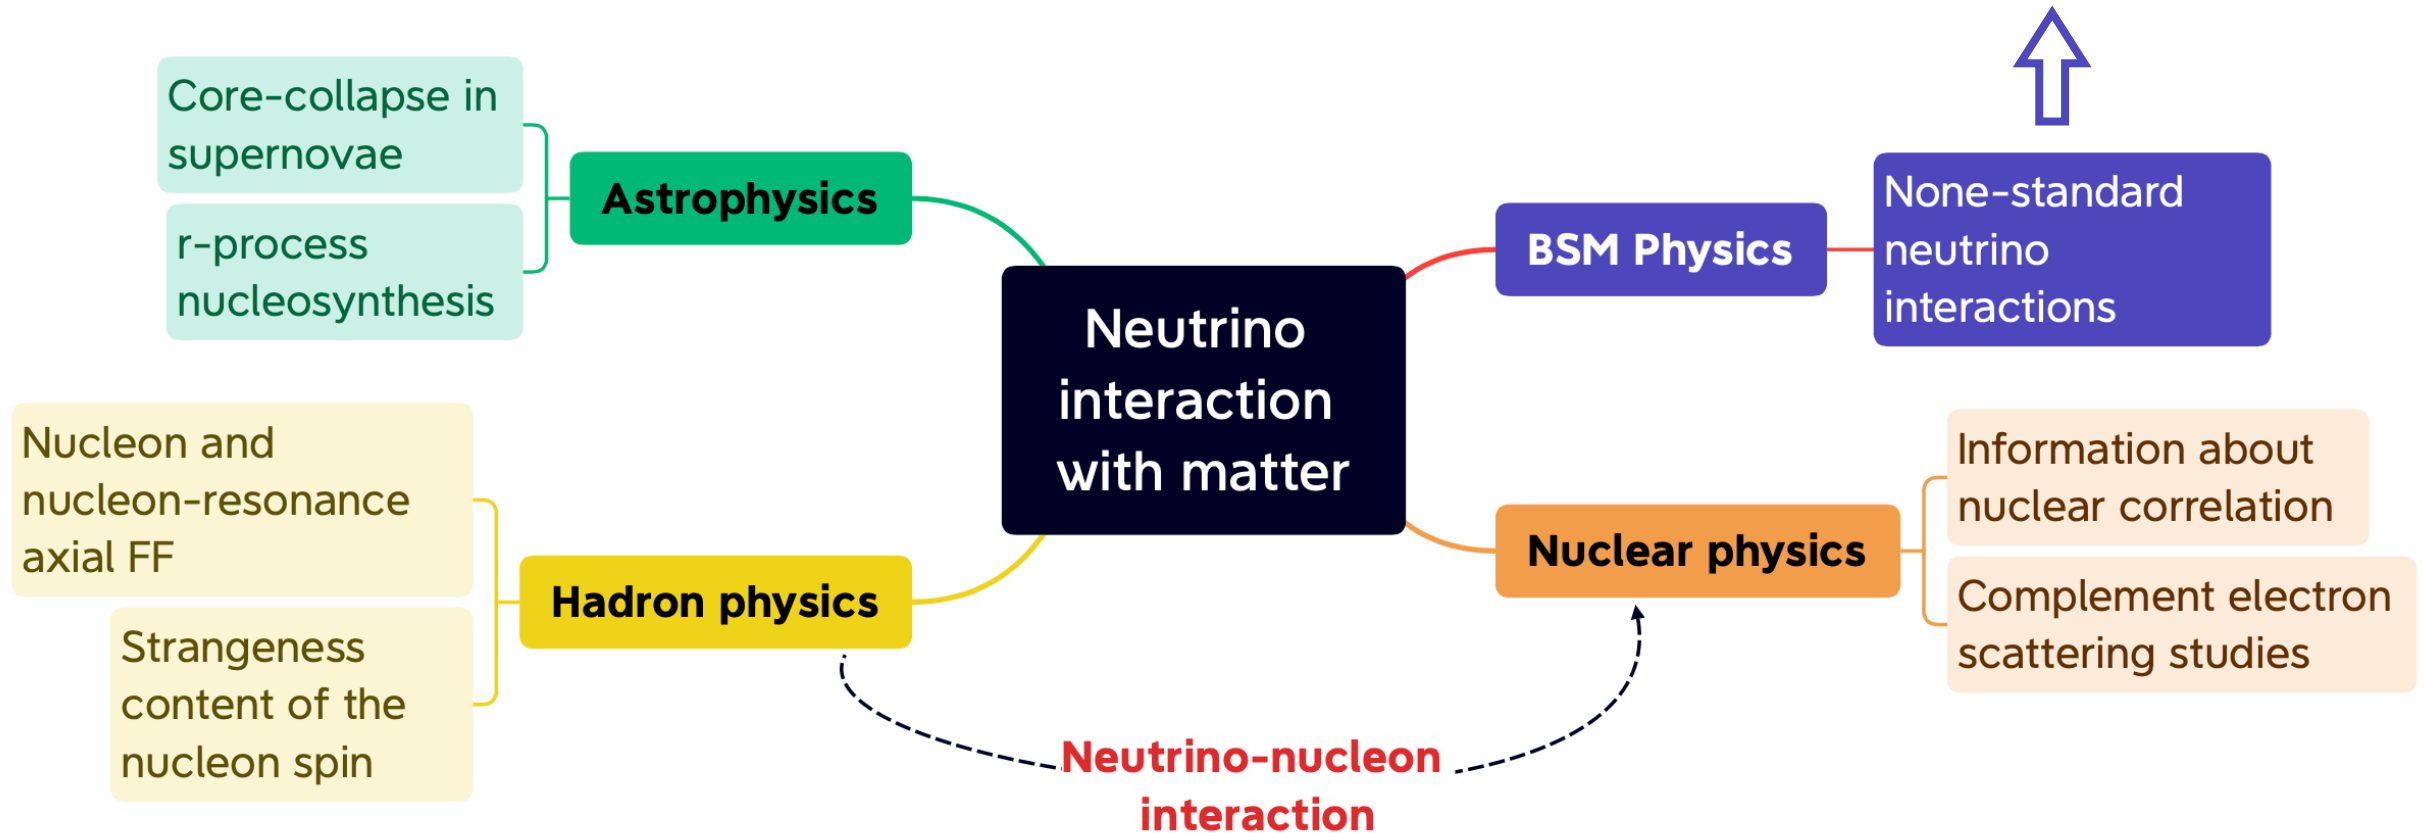 Core-collapse in
supernovae
r-process
nucleosynthesis
Astrophysics
Nucleon and
nucleon-resonance
axial FF
Strangeness
content of the
nucleon spin
Hadron physics
Neutrino
interaction
with matter
BSM Physics
None-standard
neutrino
interactions
Nuclear physics
Information about
nuclear correlation
Complement electron
scattering studies
Neutrino-nucleon
interaction